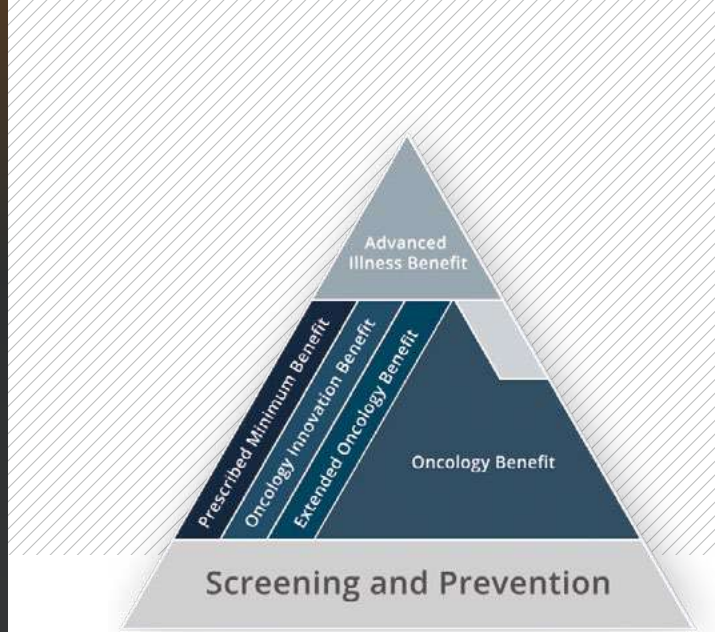 Advanced
Illness Benefit
Prescribed Minimum Benefit
Oncology Innovation Benefit
Extended Oncology Benefit
Oncology Benefit
Screening and Prevention